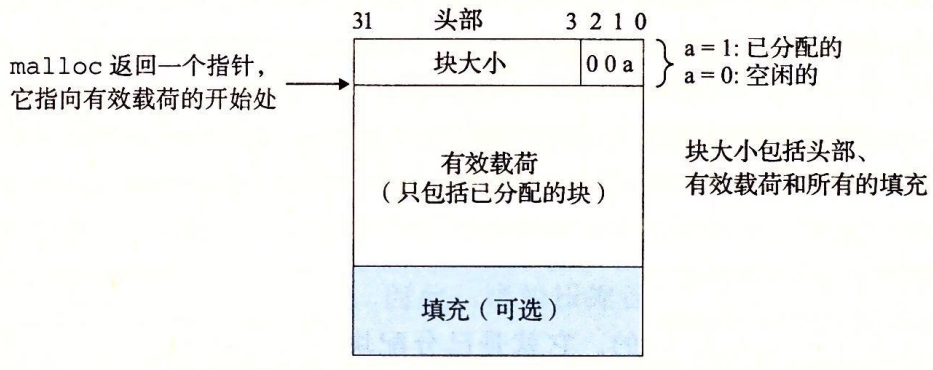 31 头部 3 2 1 0
块大小 0 0 a
a = 1: 已分配的
a = 0: 空闲的
malloc 返回一个指针，
它指向有效载荷的开始处
有效载荷
（只包括已分配的块）
块大小包括头部、
有效载荷和所有的填充
填充（可选）